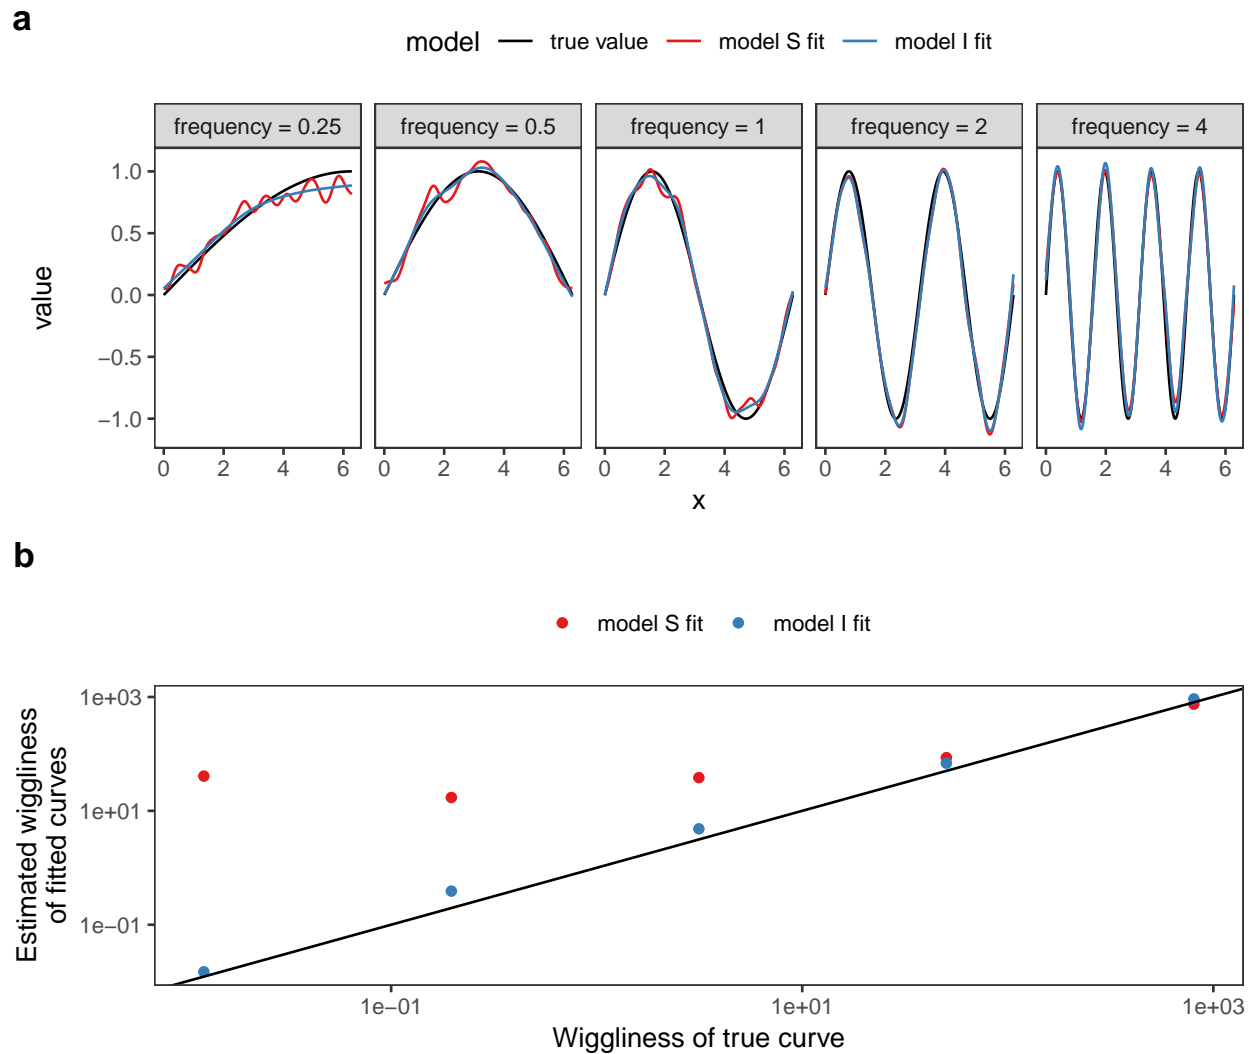 a
model true value model S fit model I fit
frequency = 0.25 frequency = 0.5 frequency = 1 frequency = 2 frequency = 4
1.0
0.5
0.0
−0.5
−1.0
value
0 2 4 6 0 2 4 6 0 2 4 6 0 2 4 6 0 2 4 6
x
b
model S fit model I fit
1e+03
1e+01
1e−01
Estimated wiggliness
of fitted curves
1e−01 1e+01 1e+03
Wiggliness of true curve